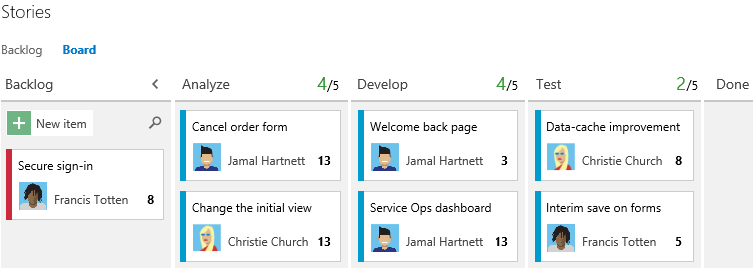 Stories
Backlog Board
Backlog
New item
Secure sign-in
Francis Totten 8
Analyze 4/5
Cancel order form
Jamal Hartnett 13
Change the initial view
Christie Church 13
Develop 4/5
Welcome back page
Jamal Hartnett 3
Service Ops dashboard
Jamal Hartnett 13
Test 2/5
Data-cache improvement
Christie Church 8
Interim save on forms
Francis Totten 5
Done